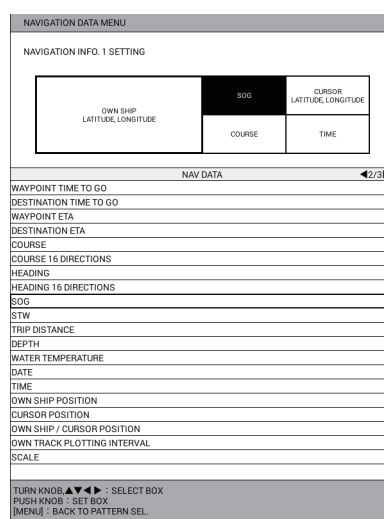 NAVIGATION DATA MENU
NAVIGATION INFO. 1 SETTING
OWN SHIP
LATITUDE, LONGITUDE
SOG
CURSOR
LATITUDE, LONGITUDE
COURSE
TIME
NAV DATA ◀2/3
WAYPOINT TIME TO GO
DESTINATION TIME TO GO
WAYPOINT ETA
DESTINATION ETA
COURSE
COURSE 16 DIRECTIONS
HEADING
HEADING 16 DIRECTIONS
SOG
STW
TRIP DISTANCE
DEPTH
WATER TEMPERATURE
DATE
TIME
OWN SHIP POSITION
CURSOR POSITION
OWN SHIP / CURSOR POSITION
OWN TRACK PLOTTING INTERVAL
SCALE
TURN KNOB,▲▼◀ ▶ : SELECT BOX
PUSH KNOB : SET BOX
[MENU] : BACK TO PATTERN SEL.